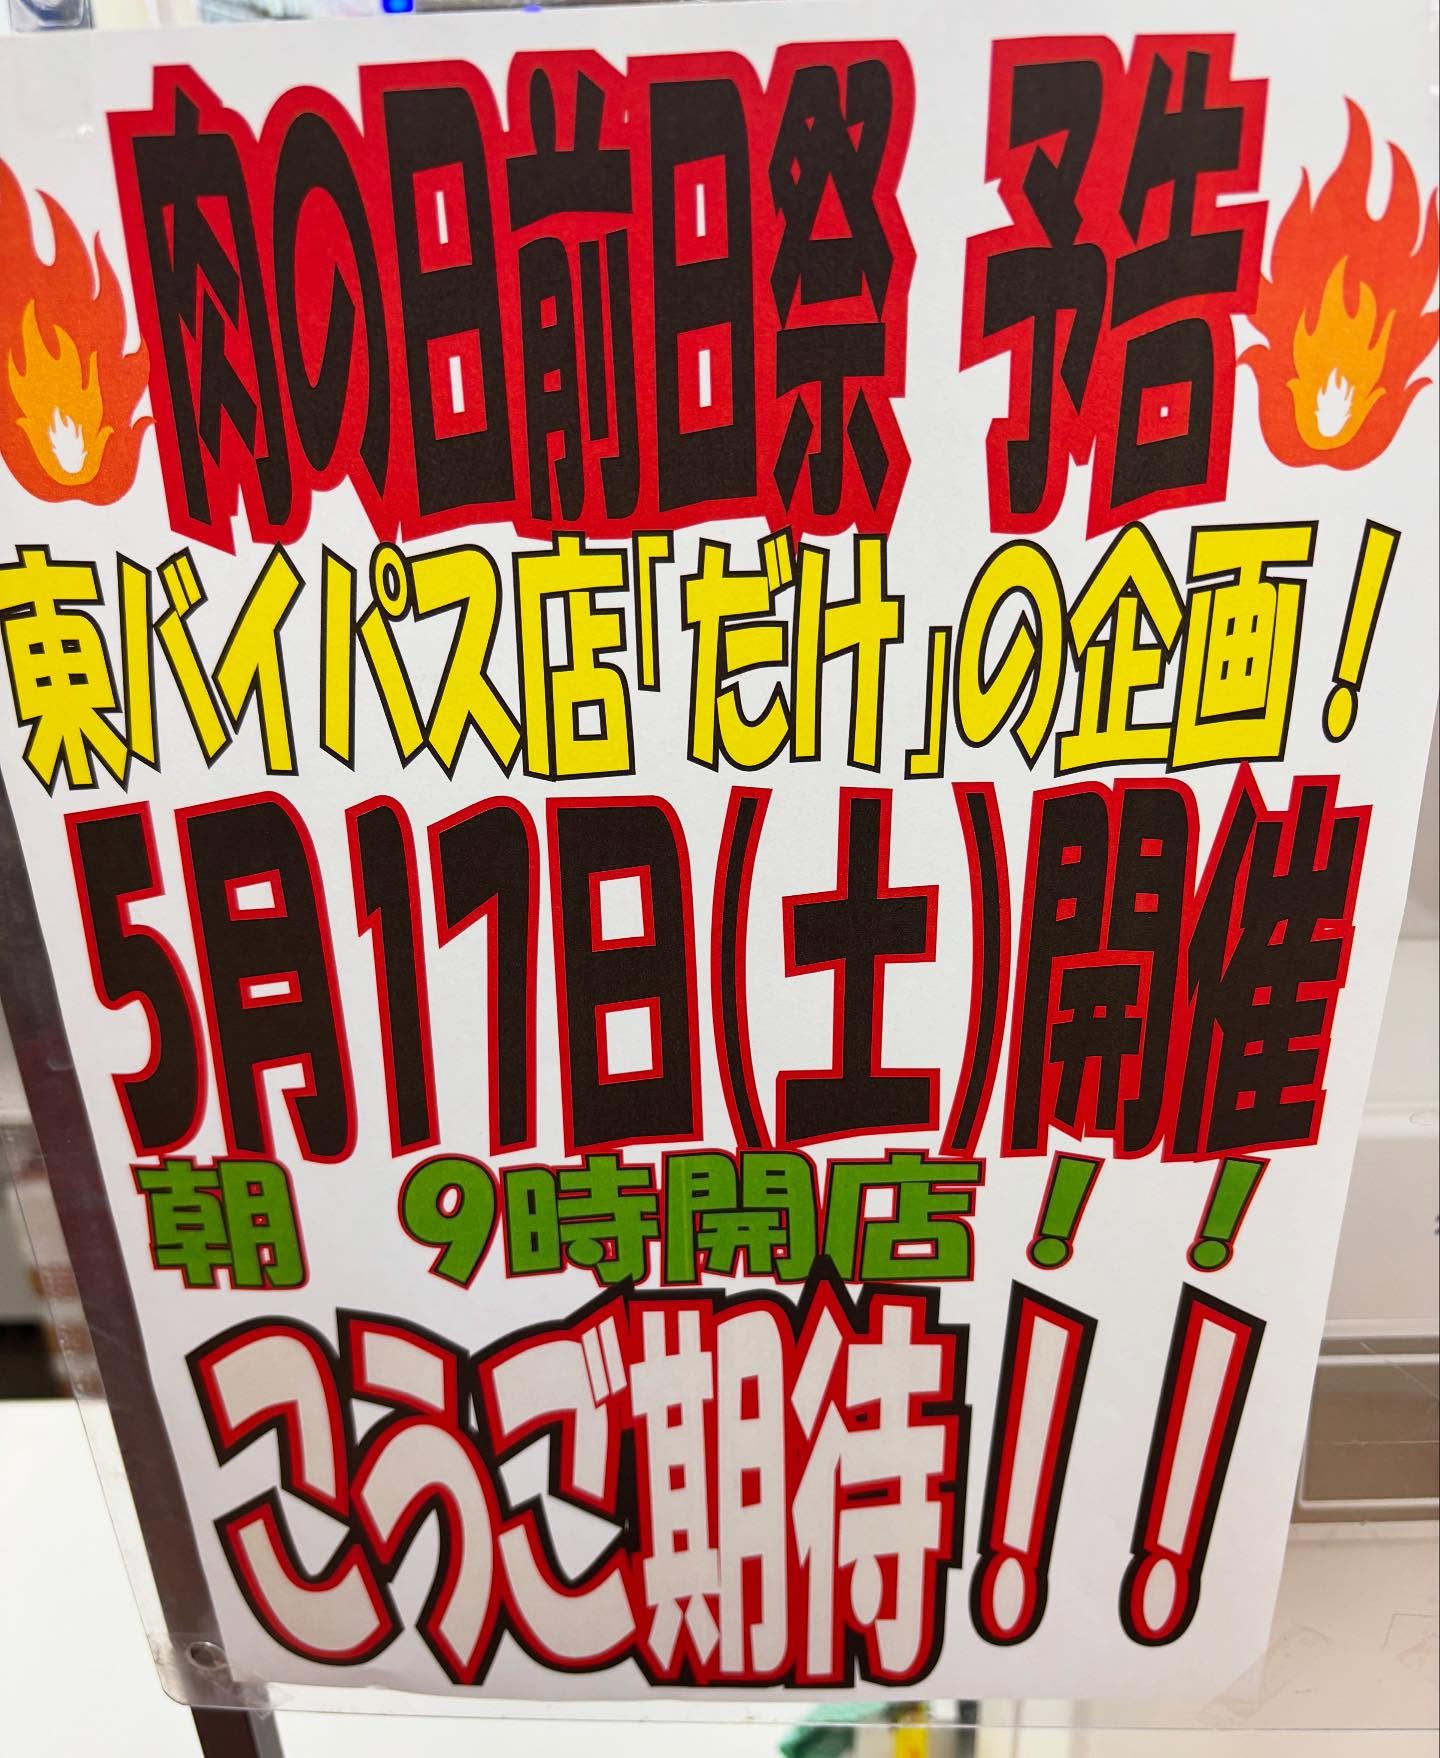 肉の日前日祭 予告
東バイパス店「だけ」の企画！
5月17日(土)開催
朝 9時開店！！
こうご期待！！